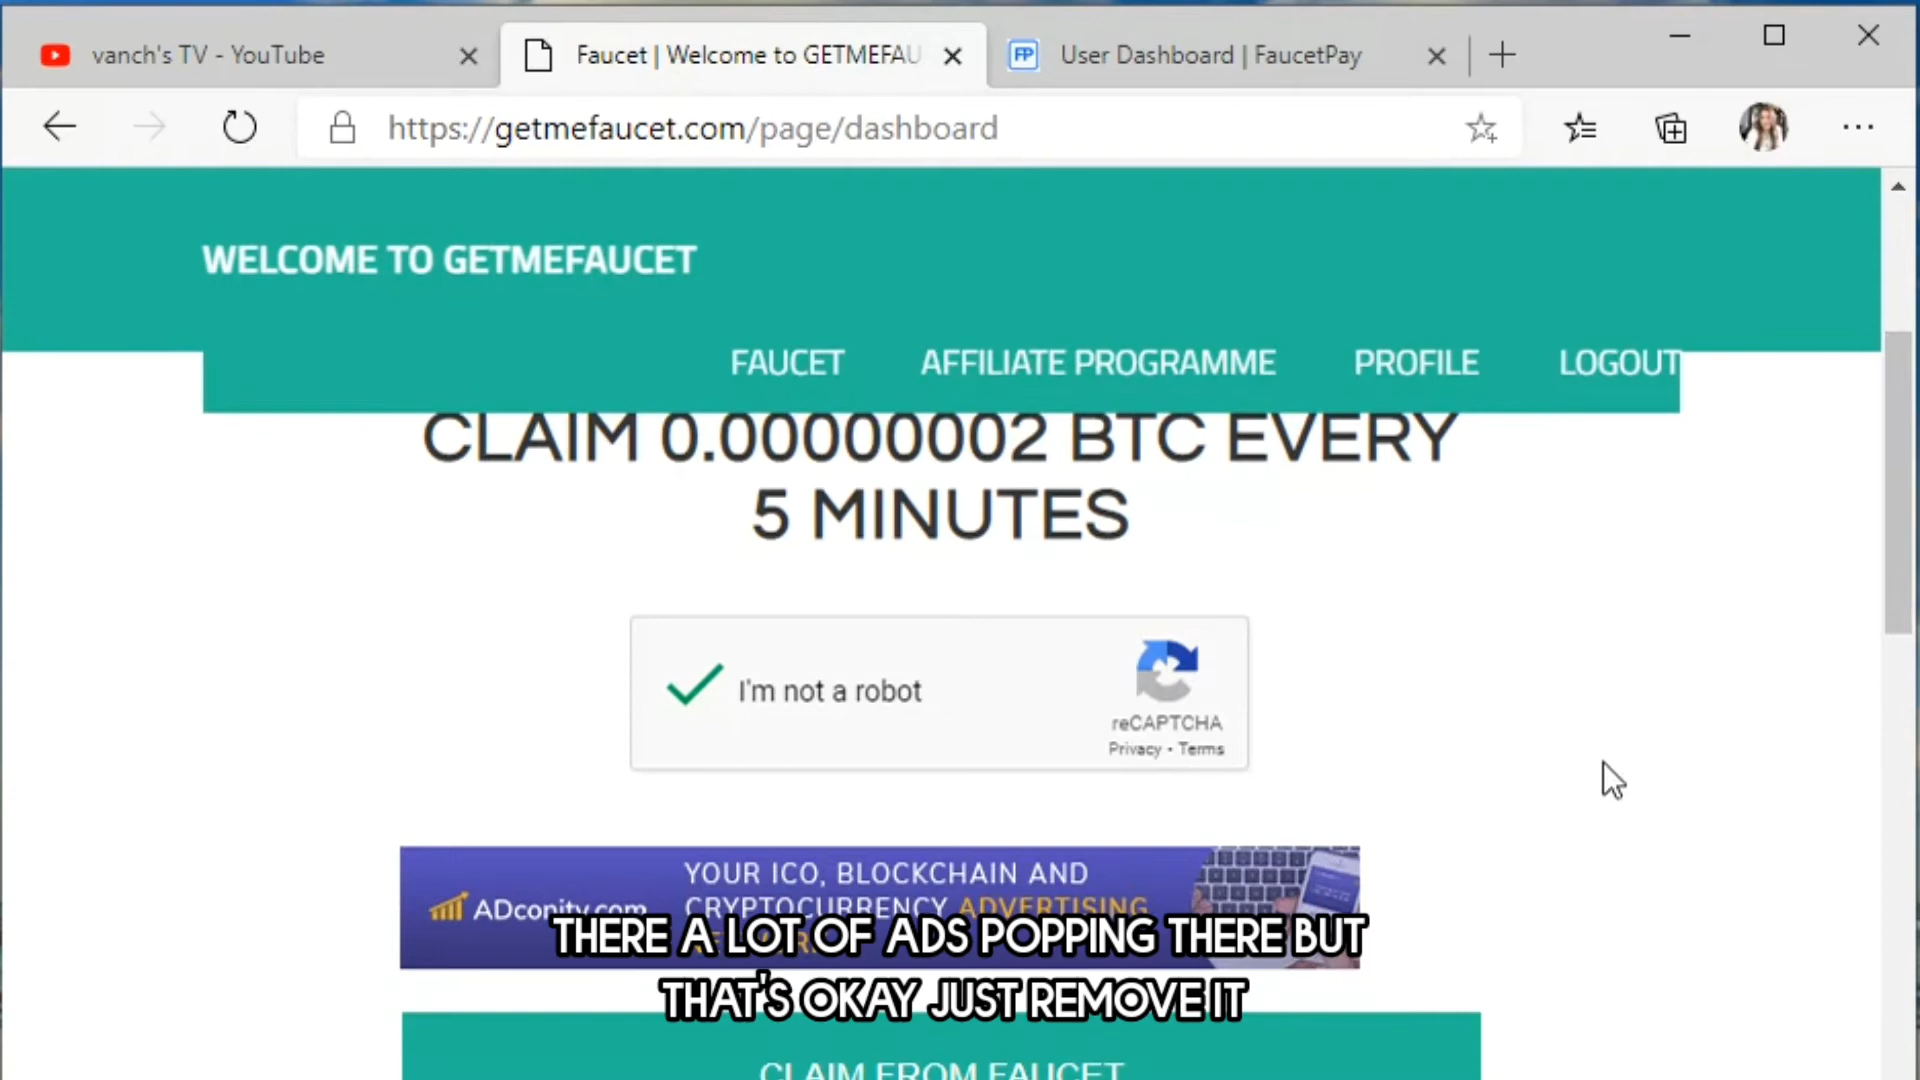 vanch's TV - YouTube
Faucet | Welcome to GETMEFAU
User Dashboard | FaucetPay
https://getmefaucet.com/page/dashboard
WELCOME TO GETMEFAUCET
FAUCET AFFILIATE PROGRAMME PROFILE LOGOUT
CLAIM 0.00000002 BTC EVERY
5 MINUTES
I'm not a robot
reCAPTCHA
Privacy • Terms
YOUR ICO, BLOCKCHAIN AND
ADconity.com CRYPTOCURRENCY ADVERTISING
THERE A LOT OF ADS POPPING THERE BUT
THAT'S OKAY JUST REMOVE IT
CLAIM FROM FAUCET